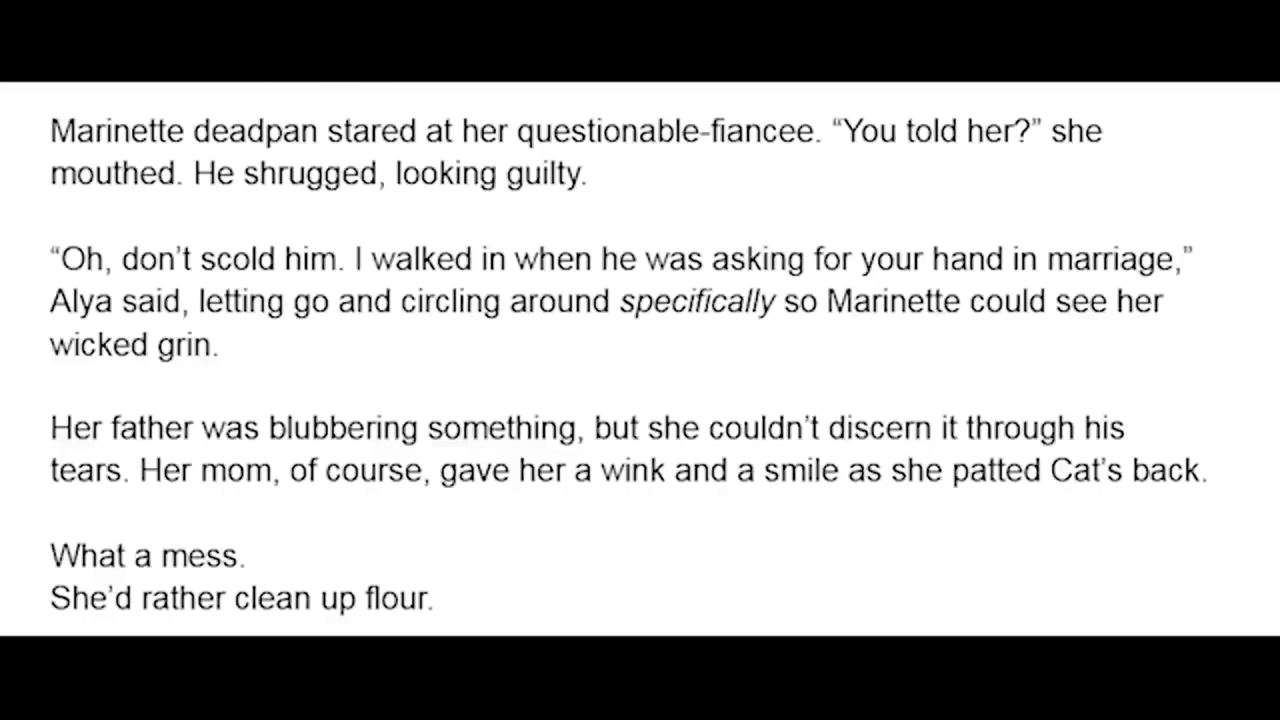 Marinette deadpan stared at her questionable-fiancee. “You told her?” she
mouthed. He shrugged, looking guilty.
“Oh, don’t scold him. I walked in when he was asking for your hand in marriage,”
Alya said, letting go and circling around specifically so Marinette could see her
wicked grin.
Her father was blubbering something, but she couldn’t discern it through his
tears. Her mom, of course, gave her a wink and a smile as she patted Cat’s back.
What a mess.
She’d rather clean up flour.